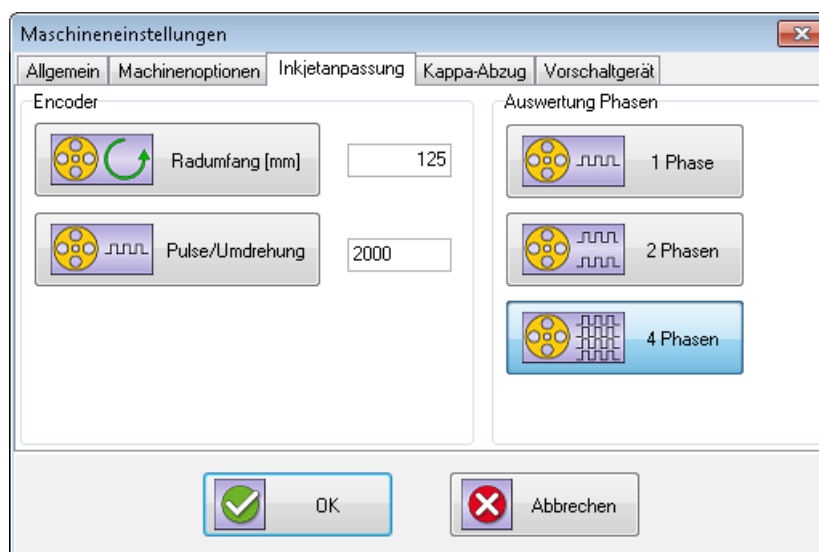 Maschineneinstellungen
Allgemein Machinenoptionen Inkjetanpassung Kappa-Abzug Vorschaltgerät
Encoder
Radumfang [mm] 125
Pulse/Umdrehung 2000
Auswertung Phasen
1 Phase
2 Phasen
4 Phasen
OK Abbrechen